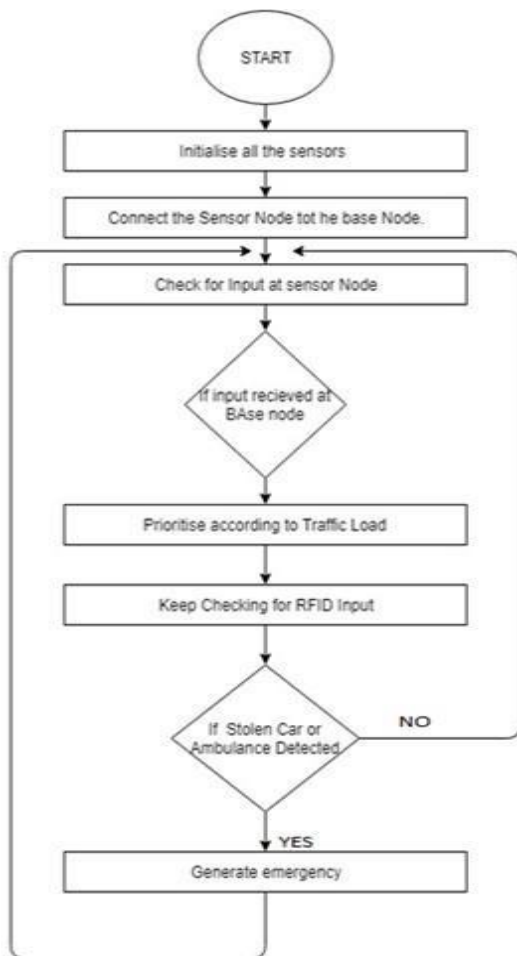 START
Initialise all the sensors
Connect the Sensor Node tot he base Node.
Check for Input at sensor Node
If input recieved at
BAse node
Prioritise according to Traffic Load
Keep Checking for RFID Input
If Stolen Car or
Ambulance Detected
NO
YES
Generate emergency